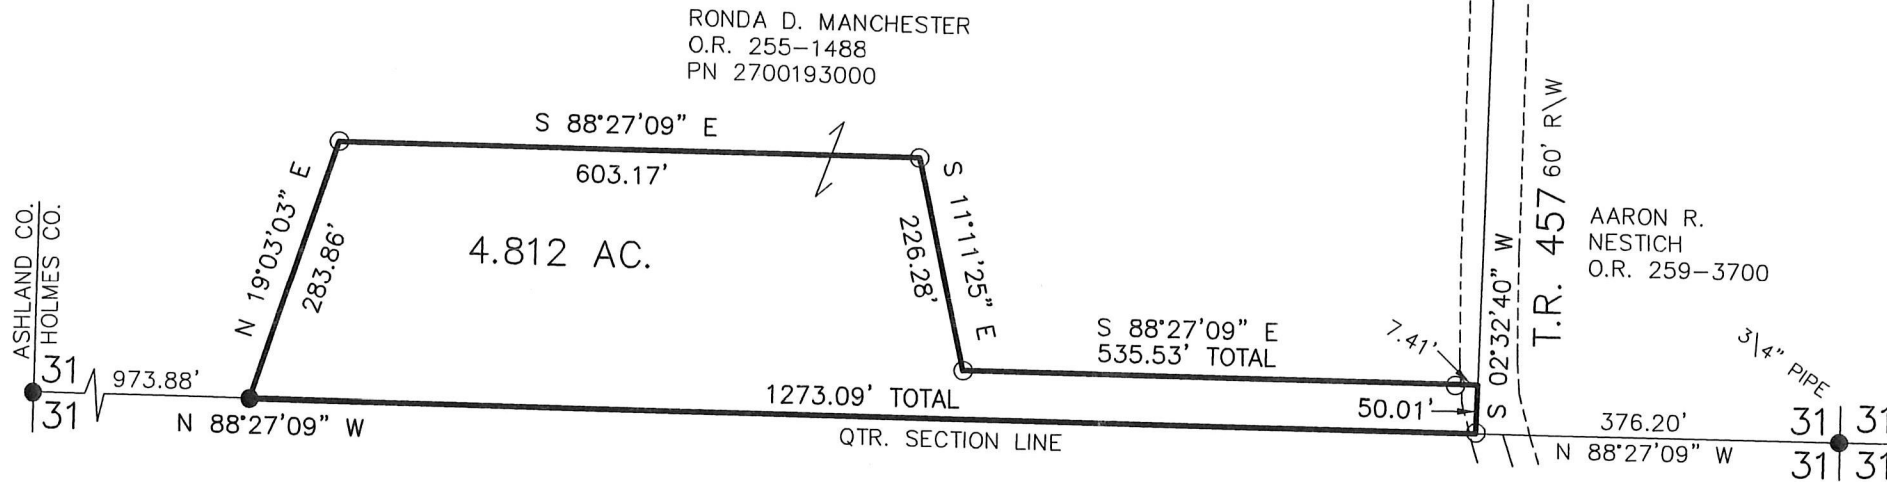 RONDA D. MANCHESTER
O.R. 255-1488
PN 2700193000
S 88°27'09" E
603.17'
N 19°03'03" E
283.86'
4.812 AC.
S 11°11'25" E
226.28'
S 88°27'09" E
535.53' TOTAL
7.41'
S 02°32'40" W
50.01'
T.R. 457 60' R\W
AARON R.
NESTICH
O.R. 259-3700
3\4" PIPE
ASHLAND CO.
HOLMES CO.
31
31
973.88'
N 88°27'09" W
1273.09' TOTAL
QTR. SECTION LINE
376.20'
N 88°27'09" W
31 31
31 31